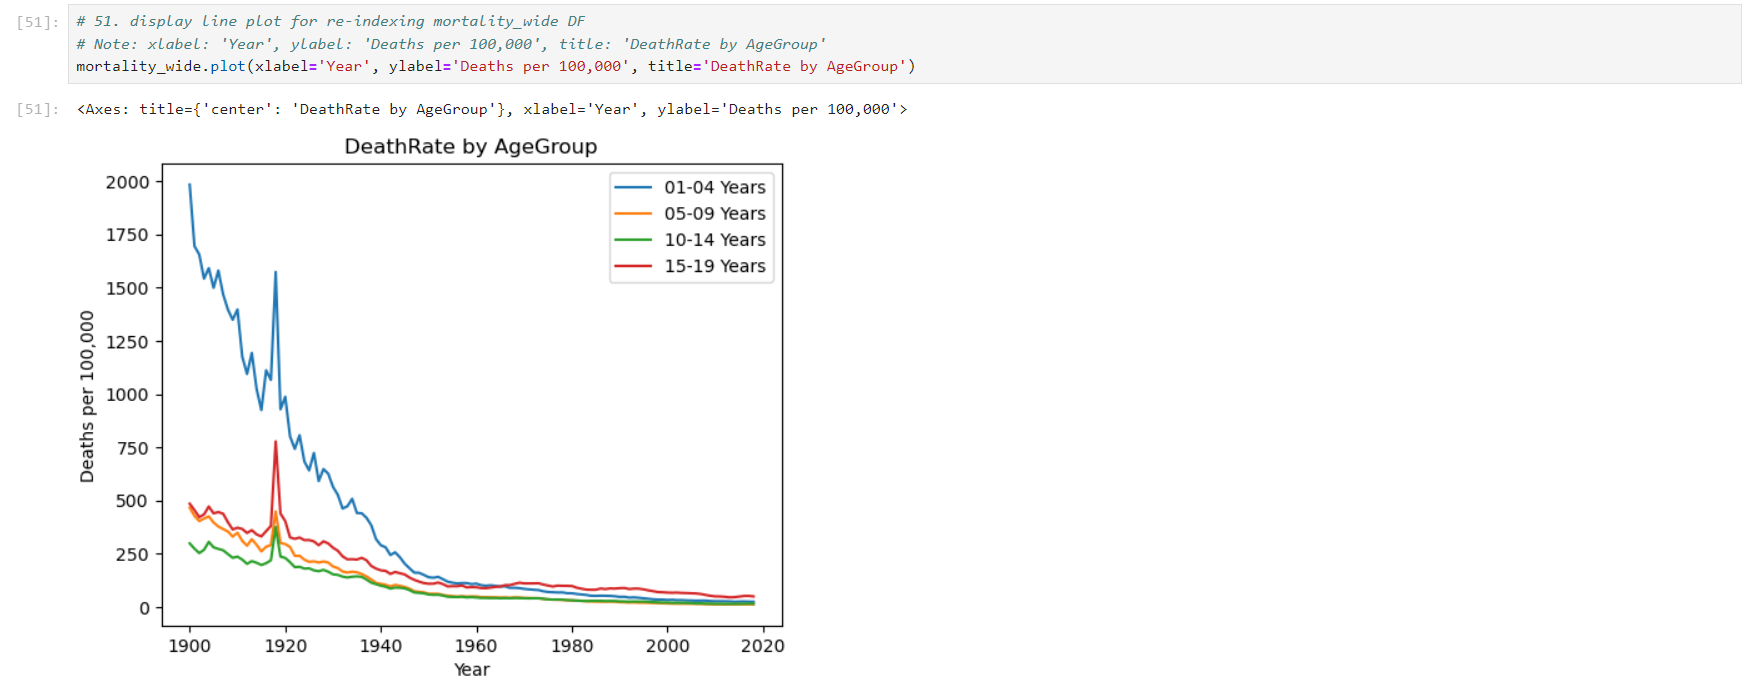 [51]: # 51. display line plot for re-indexing mortality_wide DF
# Note: xlabel: 'Year', ylabel: 'Deaths per 100,000', title: 'DeathRate by AgeGroup'
mortality_wide.plot(xlabel='Year', ylabel='Deaths per 100,000', title='DeathRate by AgeGroup')
[51]: <Axes: title={'center': 'DeathRate by AgeGroup'}, xlabel='Year', ylabel='Deaths per 100,000'>
DeathRate by AgeGroup
01-04 Years
05-09 Years
10-14 Years
15-19 Years
Deaths per 100,000
2000
1750
1500
1250
1000
750
500
250
0
1900 1920 1940 1960 1980 2000 2020
Year